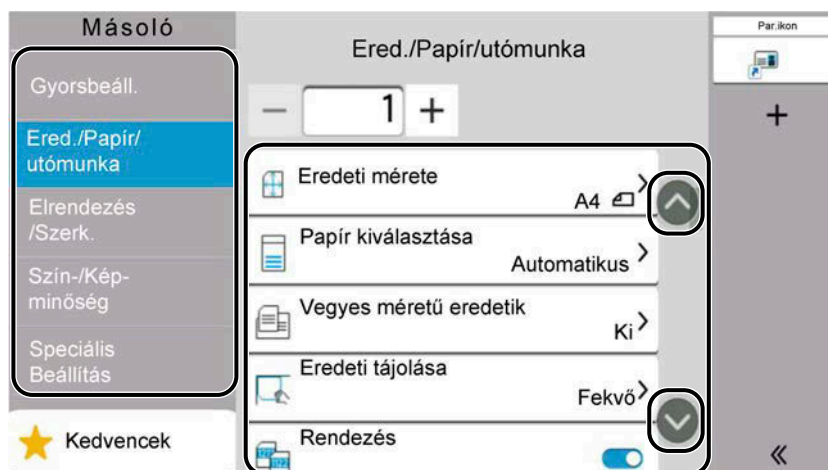 Másoló
Gyorsbeáll.
Ered./Papír/
utómunka
Elrendezés
/Szerk.
Szín-/Kép-
minőség
Speciális
Beállítás
Kedvencek
Ered./Papír/utómunka
− 1 +
Eredeti mérete
A4
Papír kiválasztása
Automatikus
Vegyes méretű eredetik
Ki
Eredeti tájolása
Fekvő
Rendezés
Par.ikon
+